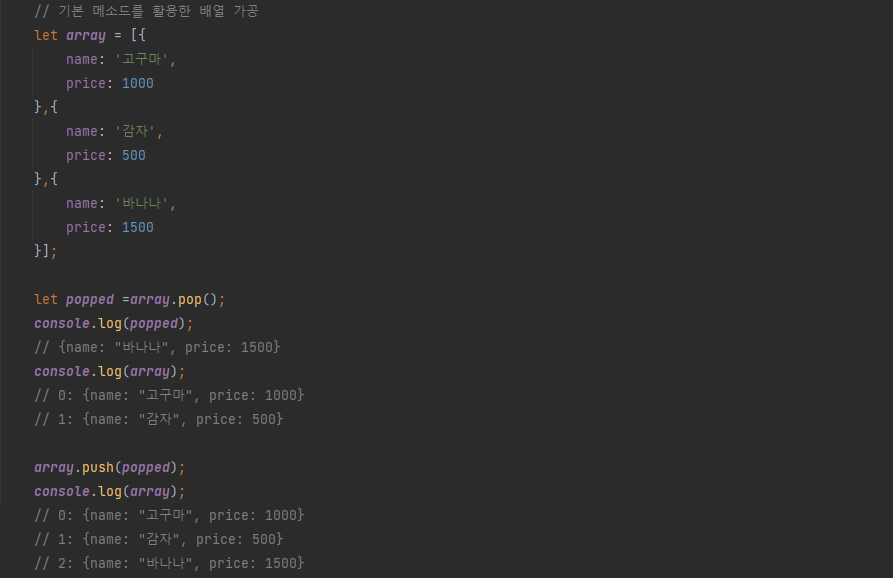 // 기본 메소드를 활용한 배열 가공
let array = [{
    name: '고구마',
    price: 1000
},{
    name: '감자',
    price: 500
},{
    name: '바나나',
    price: 1500
}];

let popped =array.pop();
console.log(popped);
// {name: "바나나", price: 1500}
console.log(array);
// 0: {name: "고구마", price: 1000}
// 1: {name: "감자", price: 500}

array.push(popped);
console.log(array);
// 0: {name: "고구마", price: 1000}
// 1: {name: "감자", price: 500}
// 2: {name: "바나나", price: 1500}